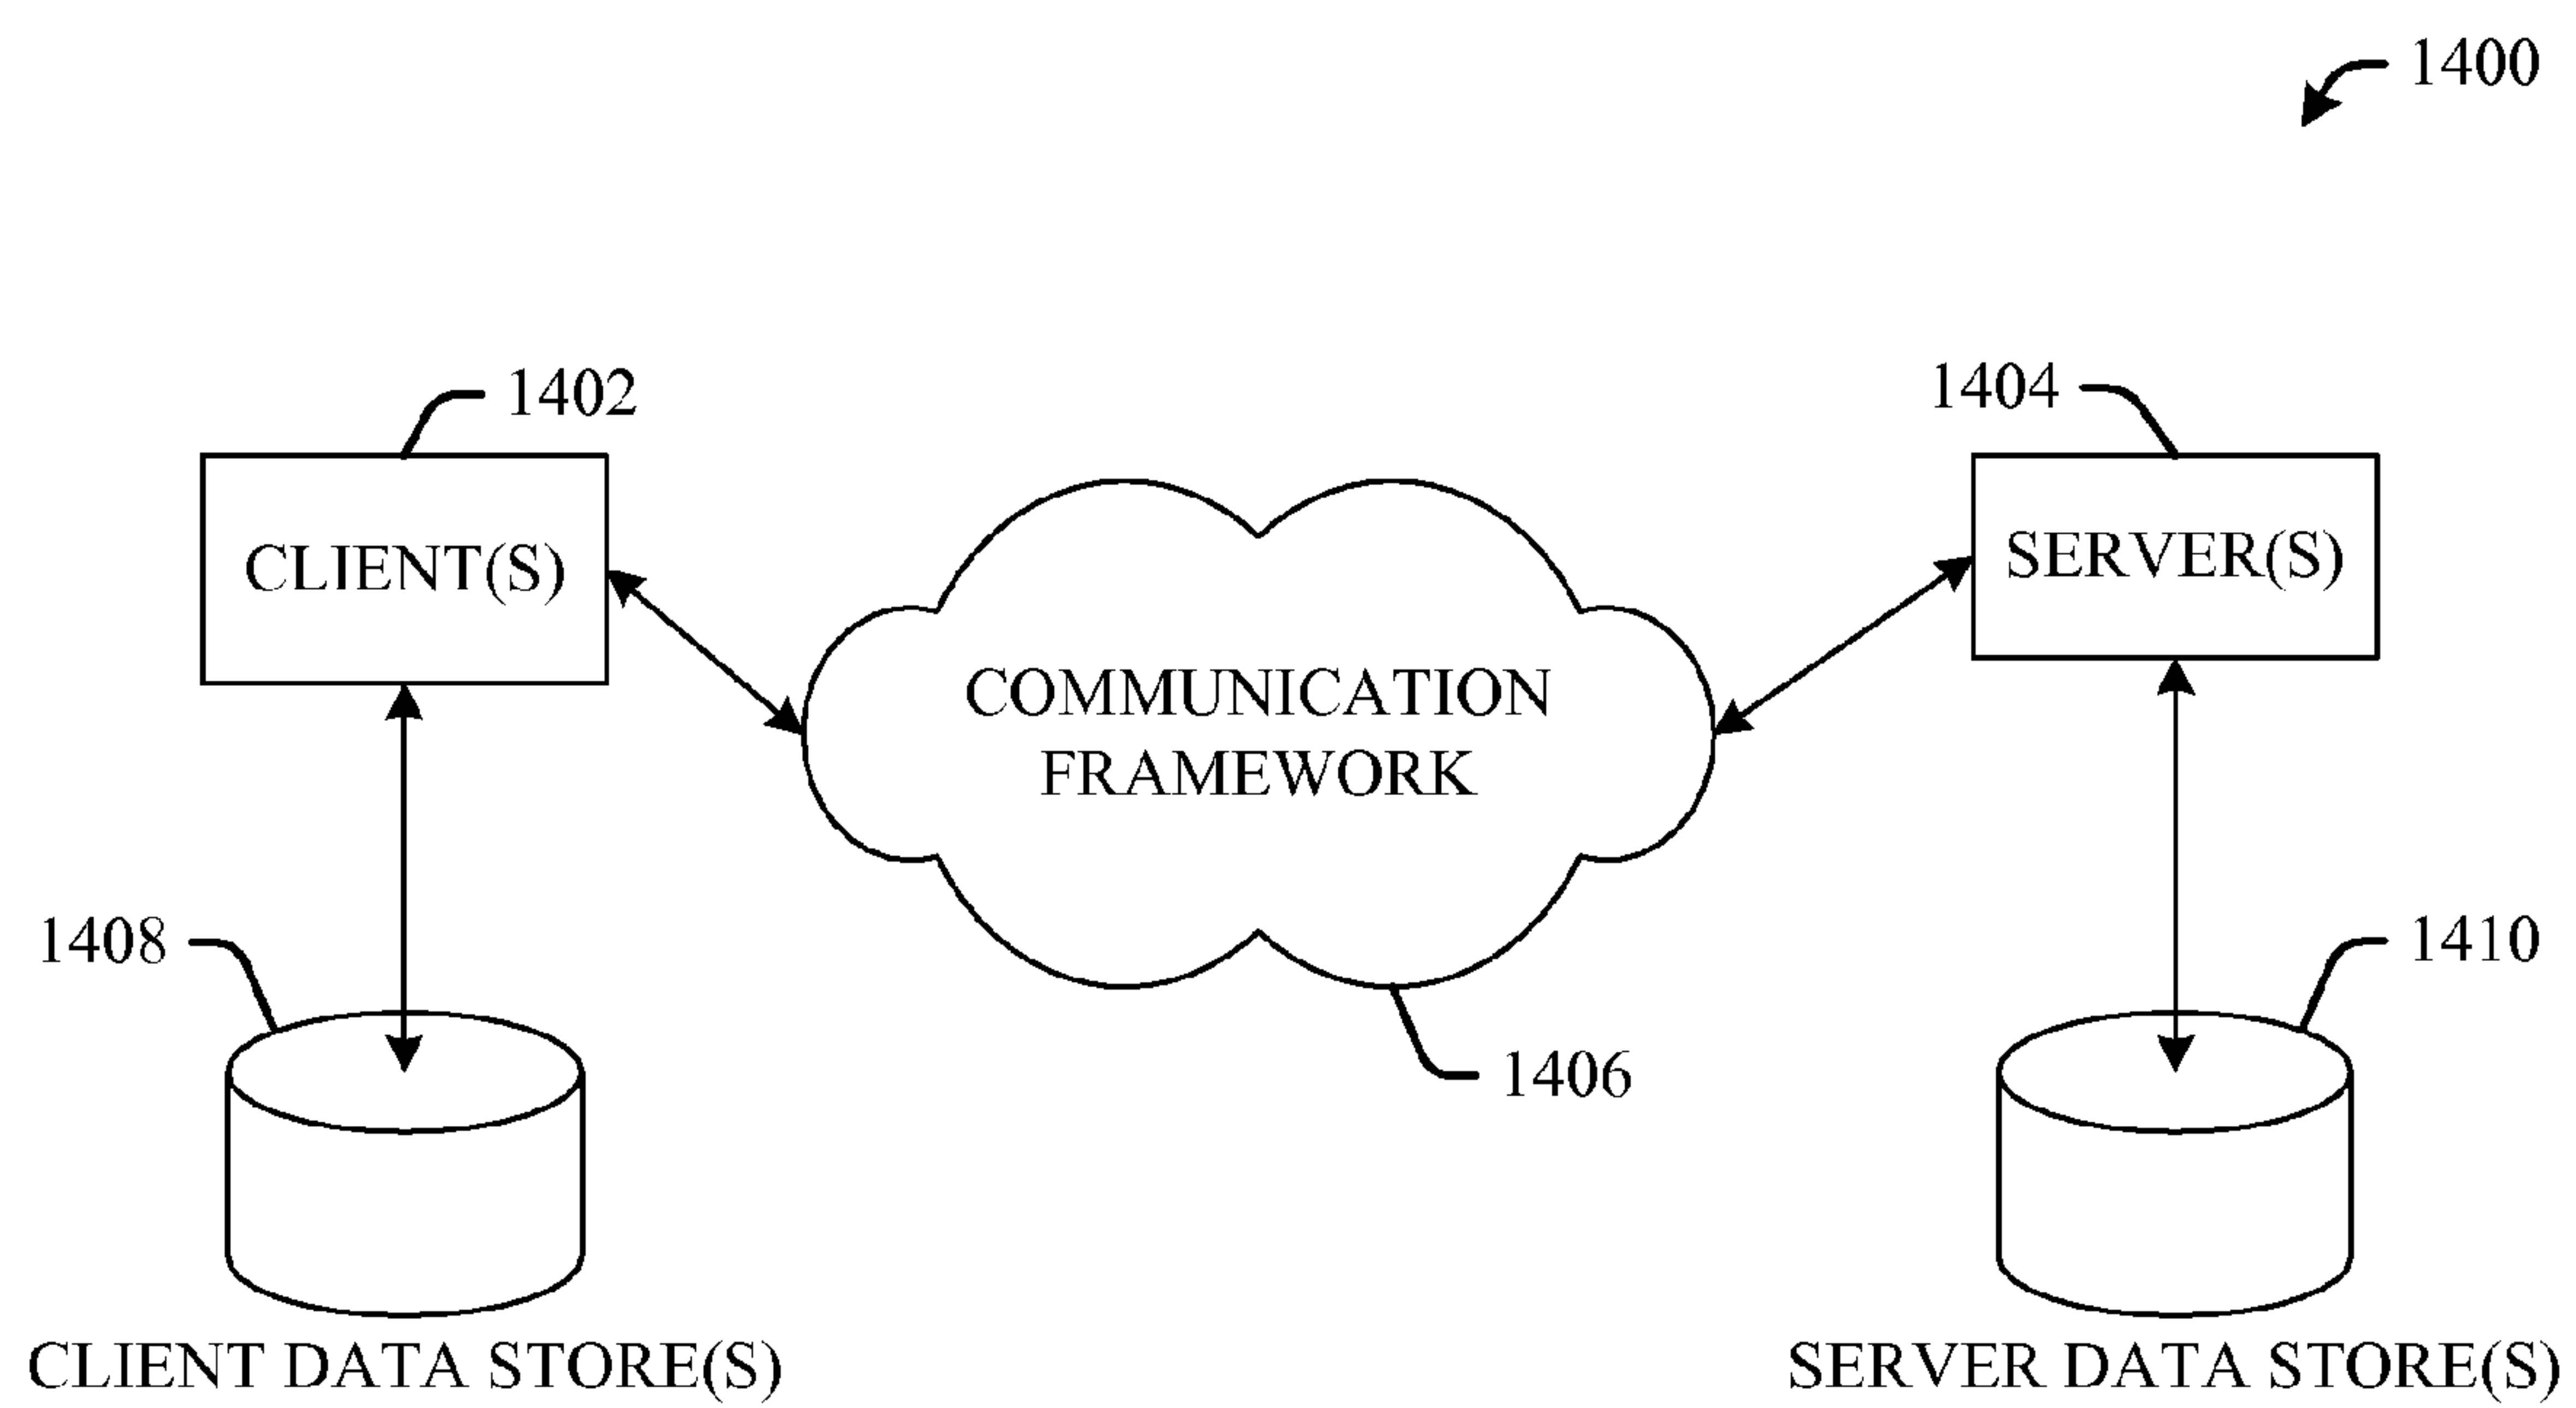 1400
1402
1404
CLIENT(S)
SERVER(S)
COMMUNICATION
FRAMEWORK
1408
1410
1406
CLIENT DATA STORE(S)
SERVER DATA STORE(S)